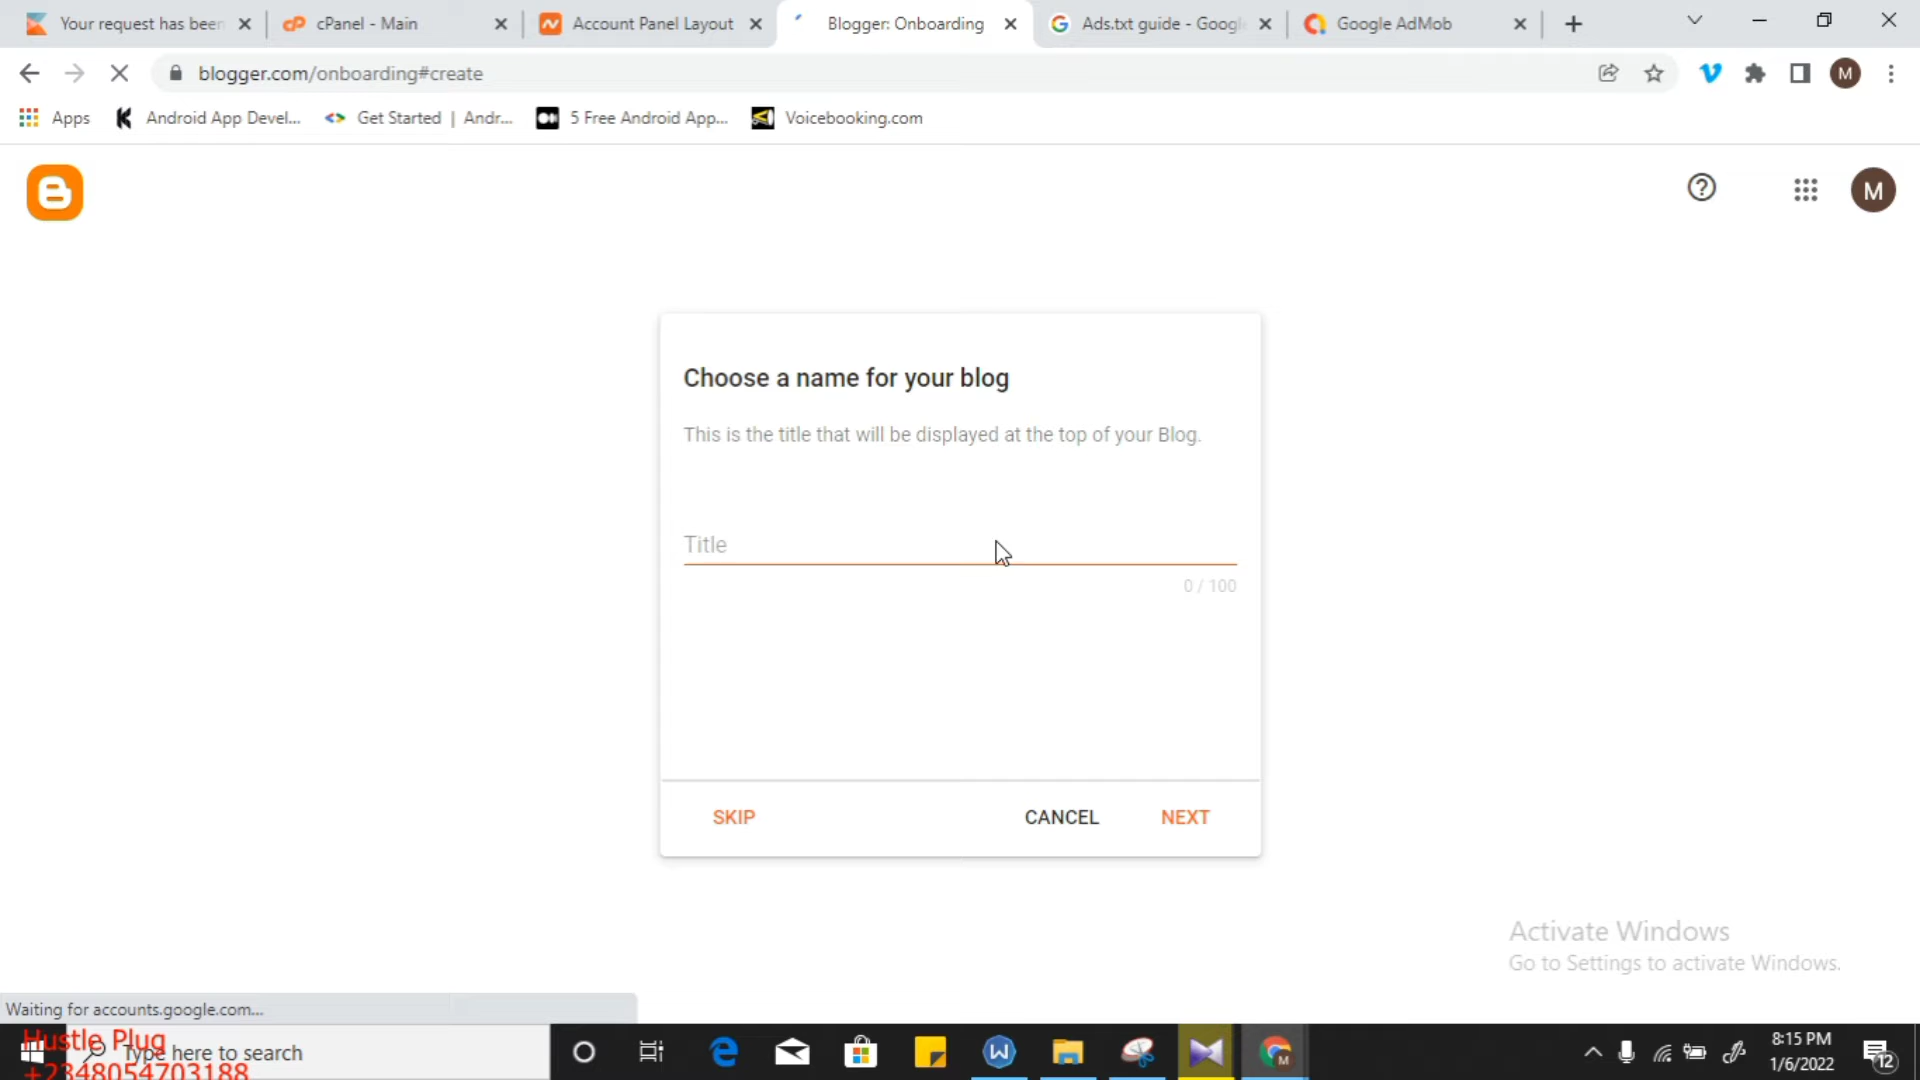 Your request has been
cPanel - Main
Account Panel Layout
Blogger: Onboarding
Ads.txt guide - Googl
Google AdMob
blogger.com/onboarding#create
M
Apps
Android App Devel...
Get Started | Andr...
5 Free Android App...
Voicebooking.com
M
Choose a name for your blog
This is the title that will be displayed at the top of your Blog.
Title
0 / 100
SKIP
CANCEL
NEXT
Activate Windows
Go to Settings to activate Windows.
Waiting for accounts.google.com...
Hustle Plug
Type here to search
+2348054703188
8:15 PM
1/6/2022
12